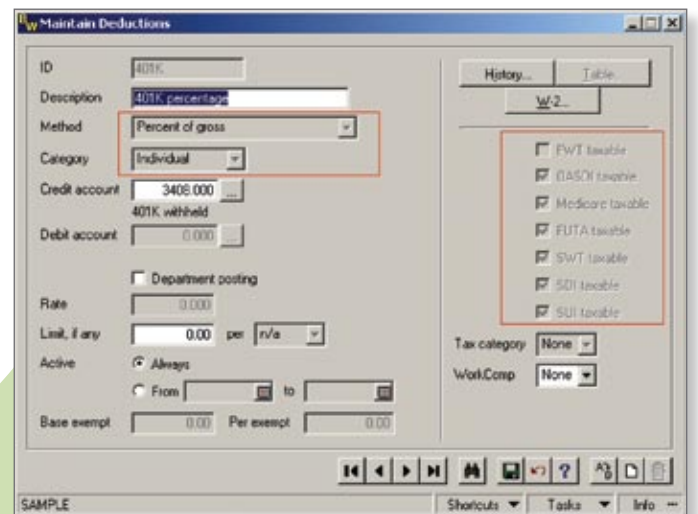 Maintain Deductions
ID 401K
Description 401K percentage
Method Percent of gross
Category Individual
Credit account 3408.000 ...
401K withheld
Debit account 0.000 ...
Department posting
Rate 0.000
Limit, if any 0.00 per n/a
Active Always
From to
Base exempt 0.00 Per exempt 0.00
History... Table...
W-2...
FWT taxable
OASDI taxable
Medicare taxable
FUTA taxable
SWT taxable
SDI taxable
SUI taxable
Tax category None
WorkComp None
SAMPLE Shortcuts Tasks Info